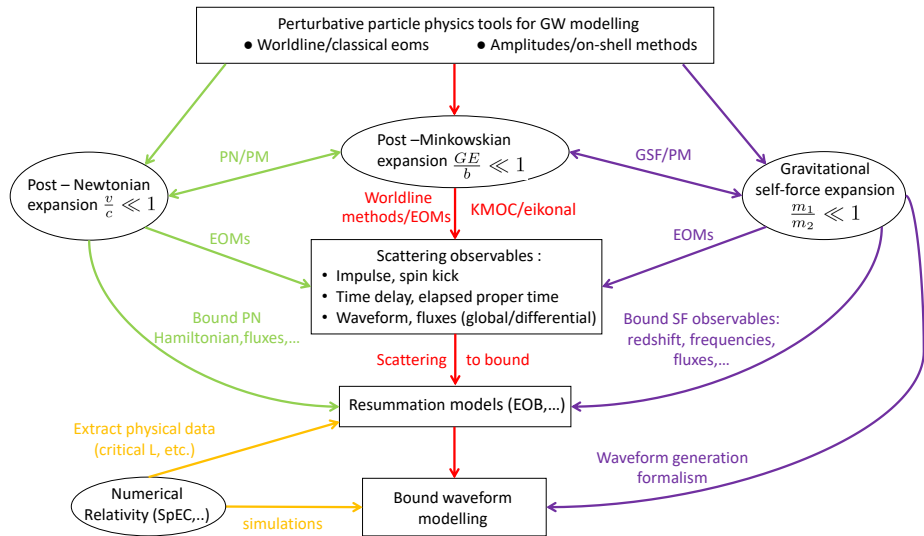 Perturbative particle physics tools for GW modelling
● Worldline/classical eoms ● Amplitudes/on-shell methods
Post –Minkowskian
expansion GE/b ≪ 1
PN/PM
GSF/PM
Post – Newtonian
expansion v/c ≪ 1
Gravitational
self-force expansion
m₁/m₂ ≪ 1
Worldline
methods/EOMs
KMOC/eikonal
EOMs
EOMs
Scattering observables :
• Impulse, spin kick
• Time delay, elapsed proper time
• Waveform, fluxes (global/differential)
Bound PN
Hamiltonian,fluxes,...
Bound SF observables:
redshift, frequencies,
fluxes,...
Scattering to bound
Resummation models (EOB,...)
Extract physical data
(critical L, etc.)
Waveform generation
formalism
Numerical
Relativity (SpEC,..)
simulations
Bound waveform
modelling